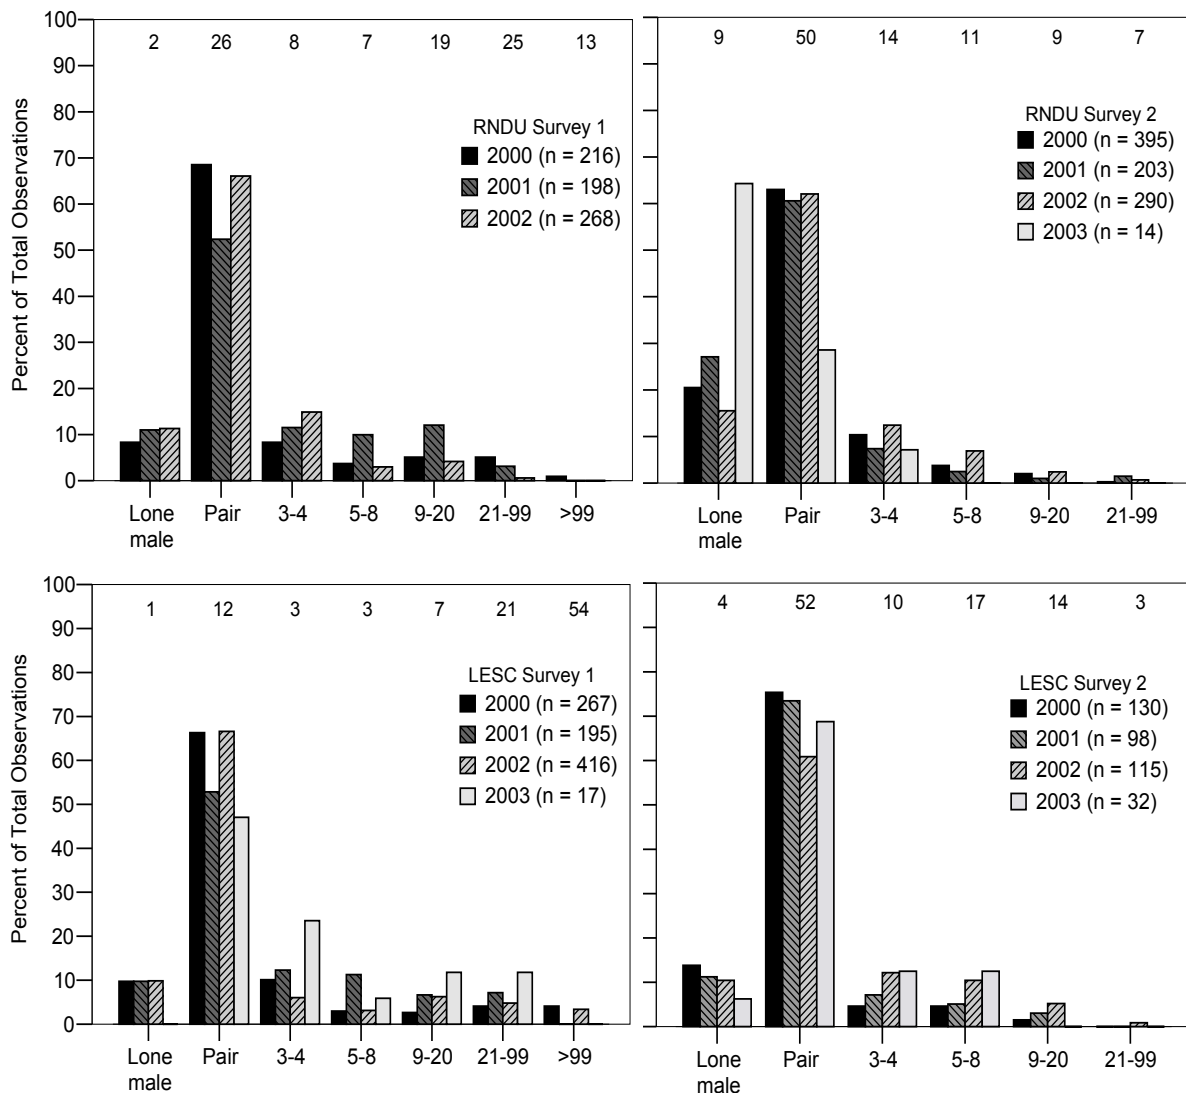 Percent of Total Observations
100
90
80
70
60
50
40
30
20
10
0
2 26 8 7 19 25 13
RNDU Survey 1
2000 (n = 216)
2001 (n = 198)
2002 (n = 268)
Lone male Pair 3-4 5-8 9-20 21-99 >99
9 50 14 11 9 7
RNDU Survey 2
2000 (n = 395)
2001 (n = 203)
2002 (n = 290)
2003 (n = 14)
Lone male Pair 3-4 5-8 9-20 21-99
Percent of Total Observations
100
90
80
70
60
50
40
30
20
10
0
1 12 3 3 7 21 54
LESC Survey 1
2000 (n = 267)
2001 (n = 195)
2002 (n = 416)
2003 (n = 17)
Lone male Pair 3-4 5-8 9-20 21-99 >99
4 52 10 17 14 3
LESC Survey 2
2000 (n = 130)
2001 (n = 98)
2002 (n = 115)
2003 (n = 32)
Lone male Pair 3-4 5-8 9-20 21-99